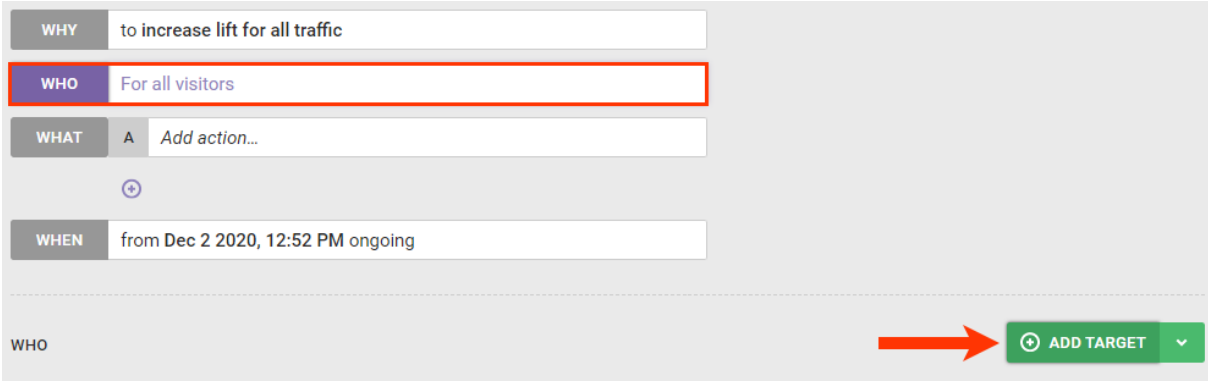 WHY to increase lift for all traffic
WHO For all visitors
WHAT A Add action...
WHEN from Dec 2 2020, 12:52 PM ongoing
WHO ADD TARGET